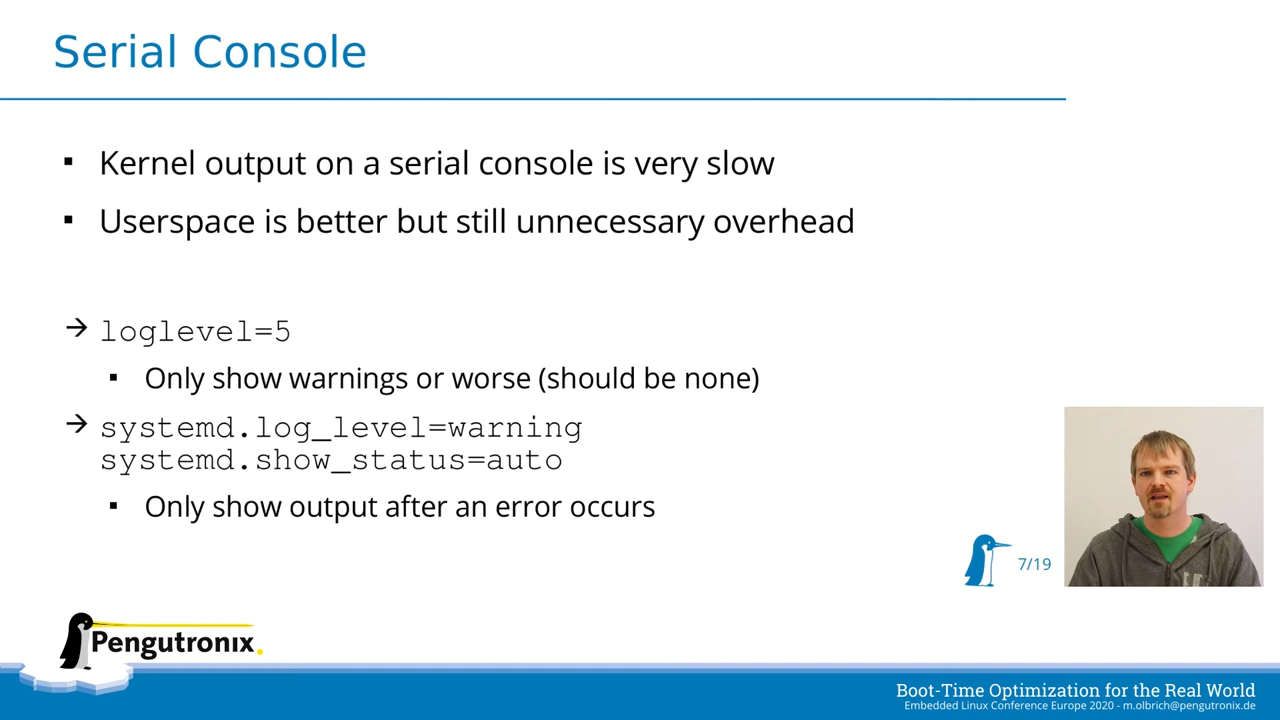 Serial Console
Kernel output on a serial console is very slow
Userspace is better but still unnecessary overhead
→ loglevel=5
Only show warnings or worse (should be none)
→ systemd.log_level=warning
systemd.show_status=auto
Only show output after an error occurs
7/19
Pengutronix
Boot-Time Optimization for the Real World
Embedded Linux Conference Europe 2020 - m.olbrich@pengutronix.de